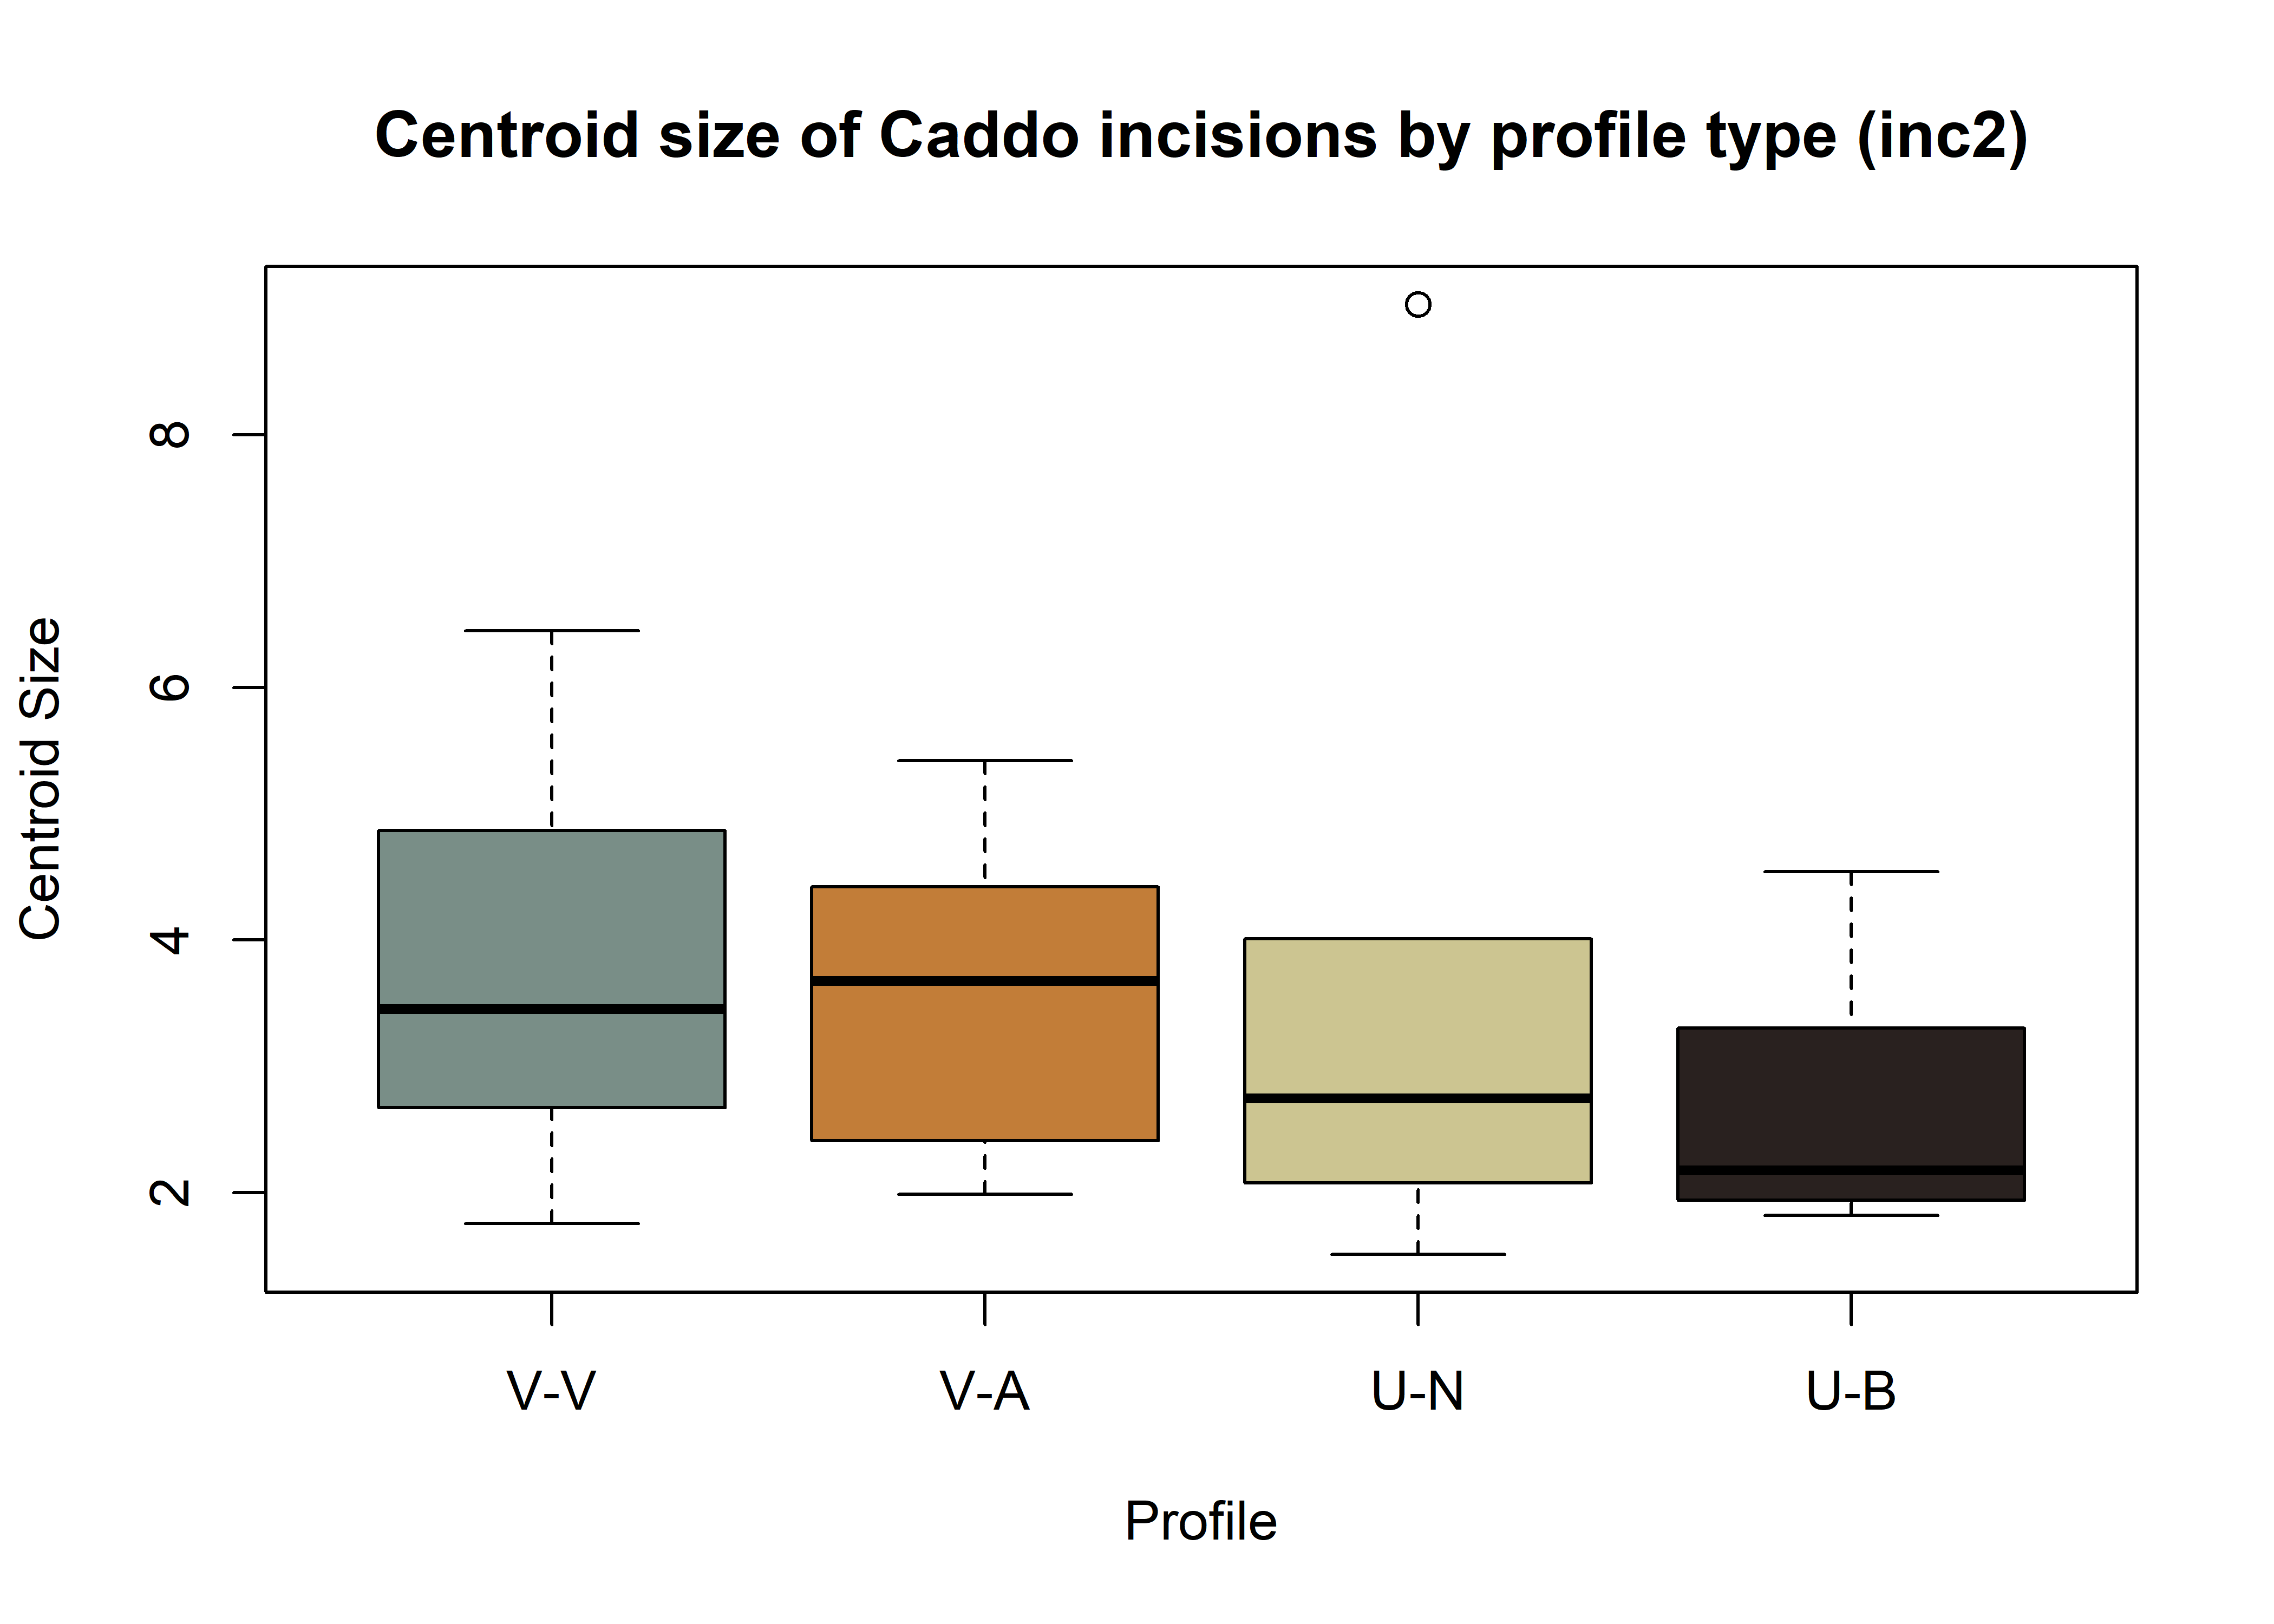 Centroid size of Caddo incisions by profile type (inc2)
Centroid Size
8
6
4
2
V-V
V-A
U-N
U-B
Profile